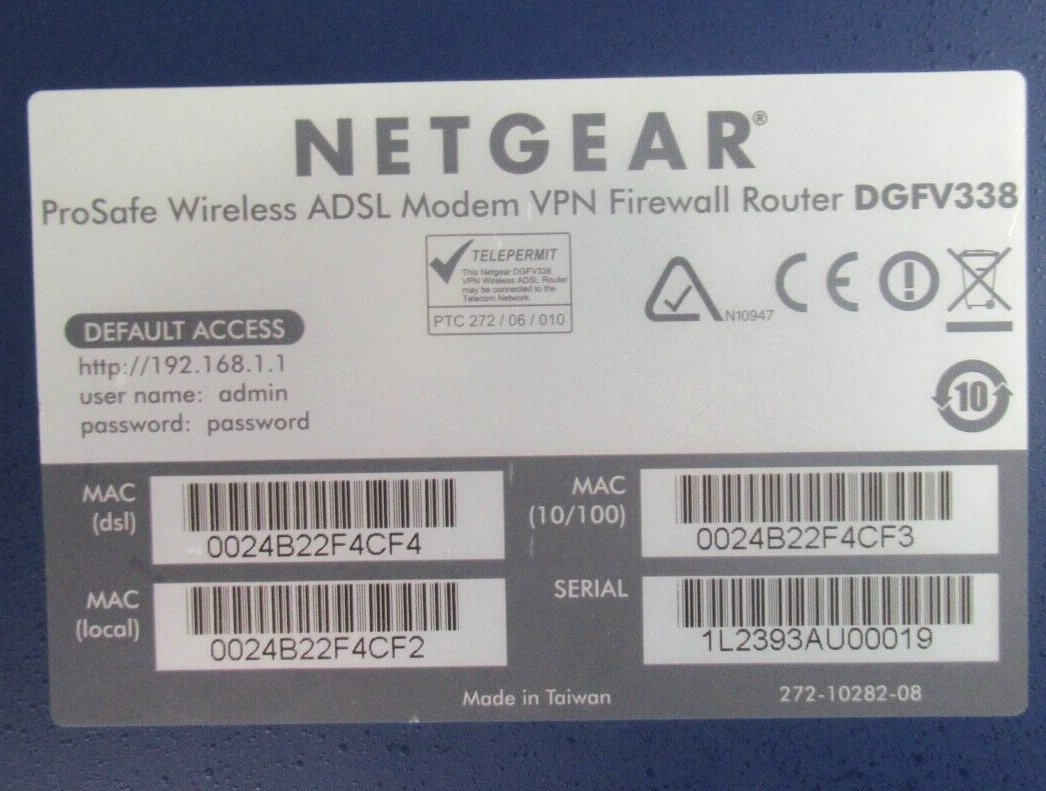 NETGEAR®
ProSafe Wireless ADSL Modem VPN Firewall Router DGFV338
TELEPERMIT
This Netgear DGFV338
VPN Wireless ADSL Router
may be connected to the
Telecom Network.
PTC 272 / 06 / 010
N10947
DEFAULT ACCESS
http://192.168.1.1
user name: admin
password: password
10
MAC
(dsl)
0024B22F4CF4
MAC
(10/100)
0024B22F4CF3
MAC
(local)
0024B22F4CF2
SERIAL
1L2393AU00019
Made in Taiwan
272-10282-08